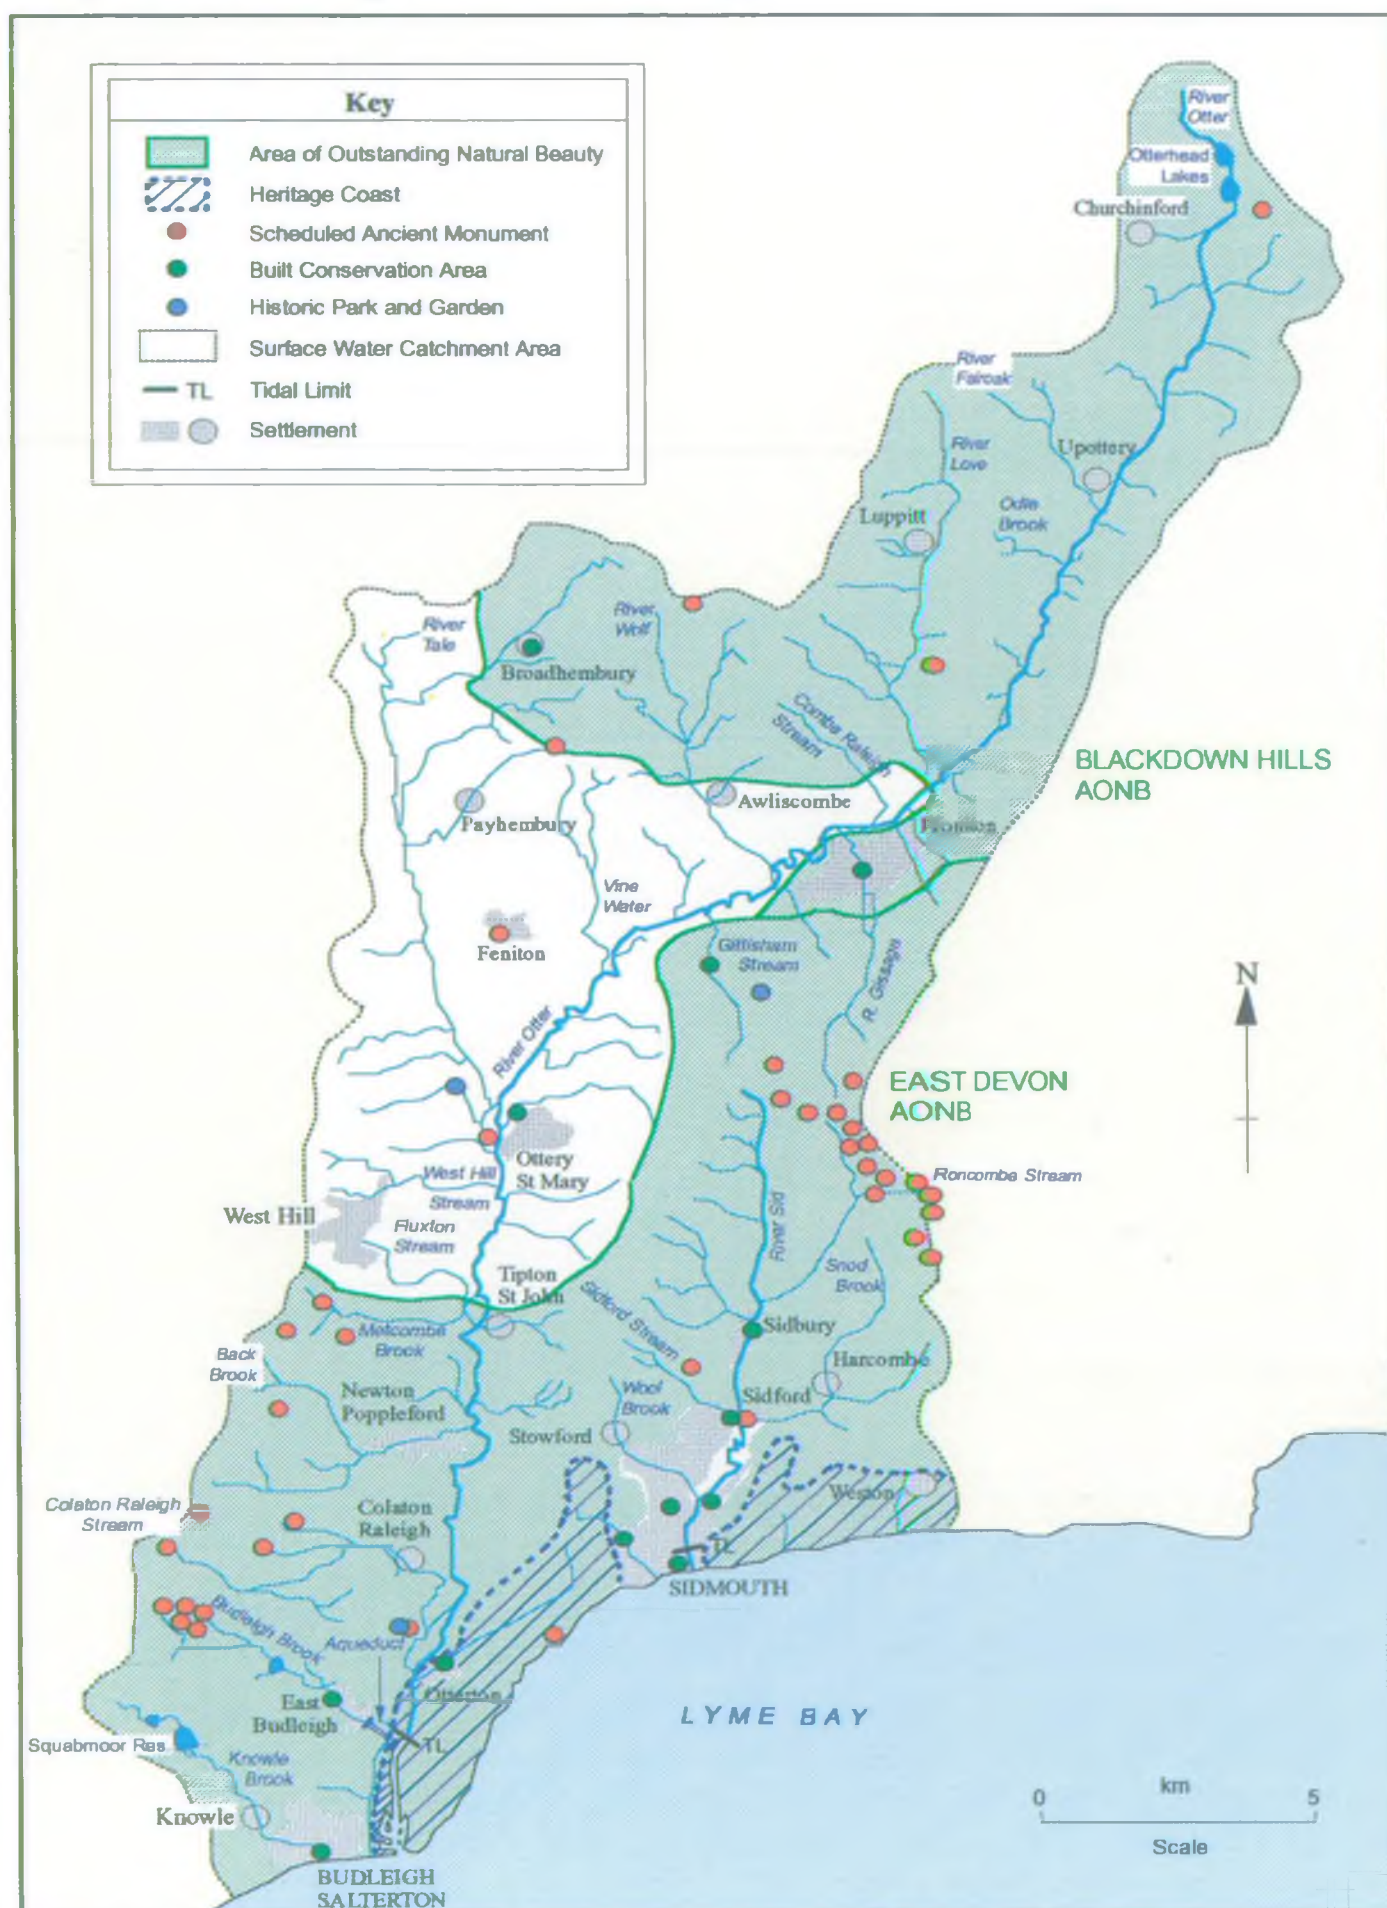 Key
Area of Outstanding Natural Beauty
Heritage Coast
Scheduled Ancient Monument
Built Conservation Area
Historic Park and Garden
Surface Water Catchment Area
TL Tidal Limit
Settlement
River
Otter
Otterhead
Lakes
Churchinford
River
Fairoak
River
Love
Upottery
Luppitt
Odle
Brook
River
Tale
River
Wolf
Broadhembury
Combe Raleigh
Stream
BLACKDOWN HILLS
AONB
Awliscombe
Payhembury
Honiton
Vine
Water
Feniton
Gittisham
Stream
R. Gissage
N
River Otter
EAST DEVON
AONB
Ottery
St Mary
West Hill
Stream
Roncombe Stream
West Hill
Fluxton
Stream
River Sid
Snod
Brook
Tipton
St John
Sidford Stream
Sidbury
Metcombe
Brook
Back
Brook
Harcombe
Newton
Poppleford
Wool
Brook
Sidford
Stowford
Weston
Colaton Raleigh
Stream
Colaton
Raleigh
TL
SIDMOUTH
Budleigh Brook
Aqueduct
Otterton
East
Budleigh
LYME BAY
Squabmoor Res
TL
Knowle
Brook
Knowle
km
0 5
Scale
BUDLEIGH
SALTERTON